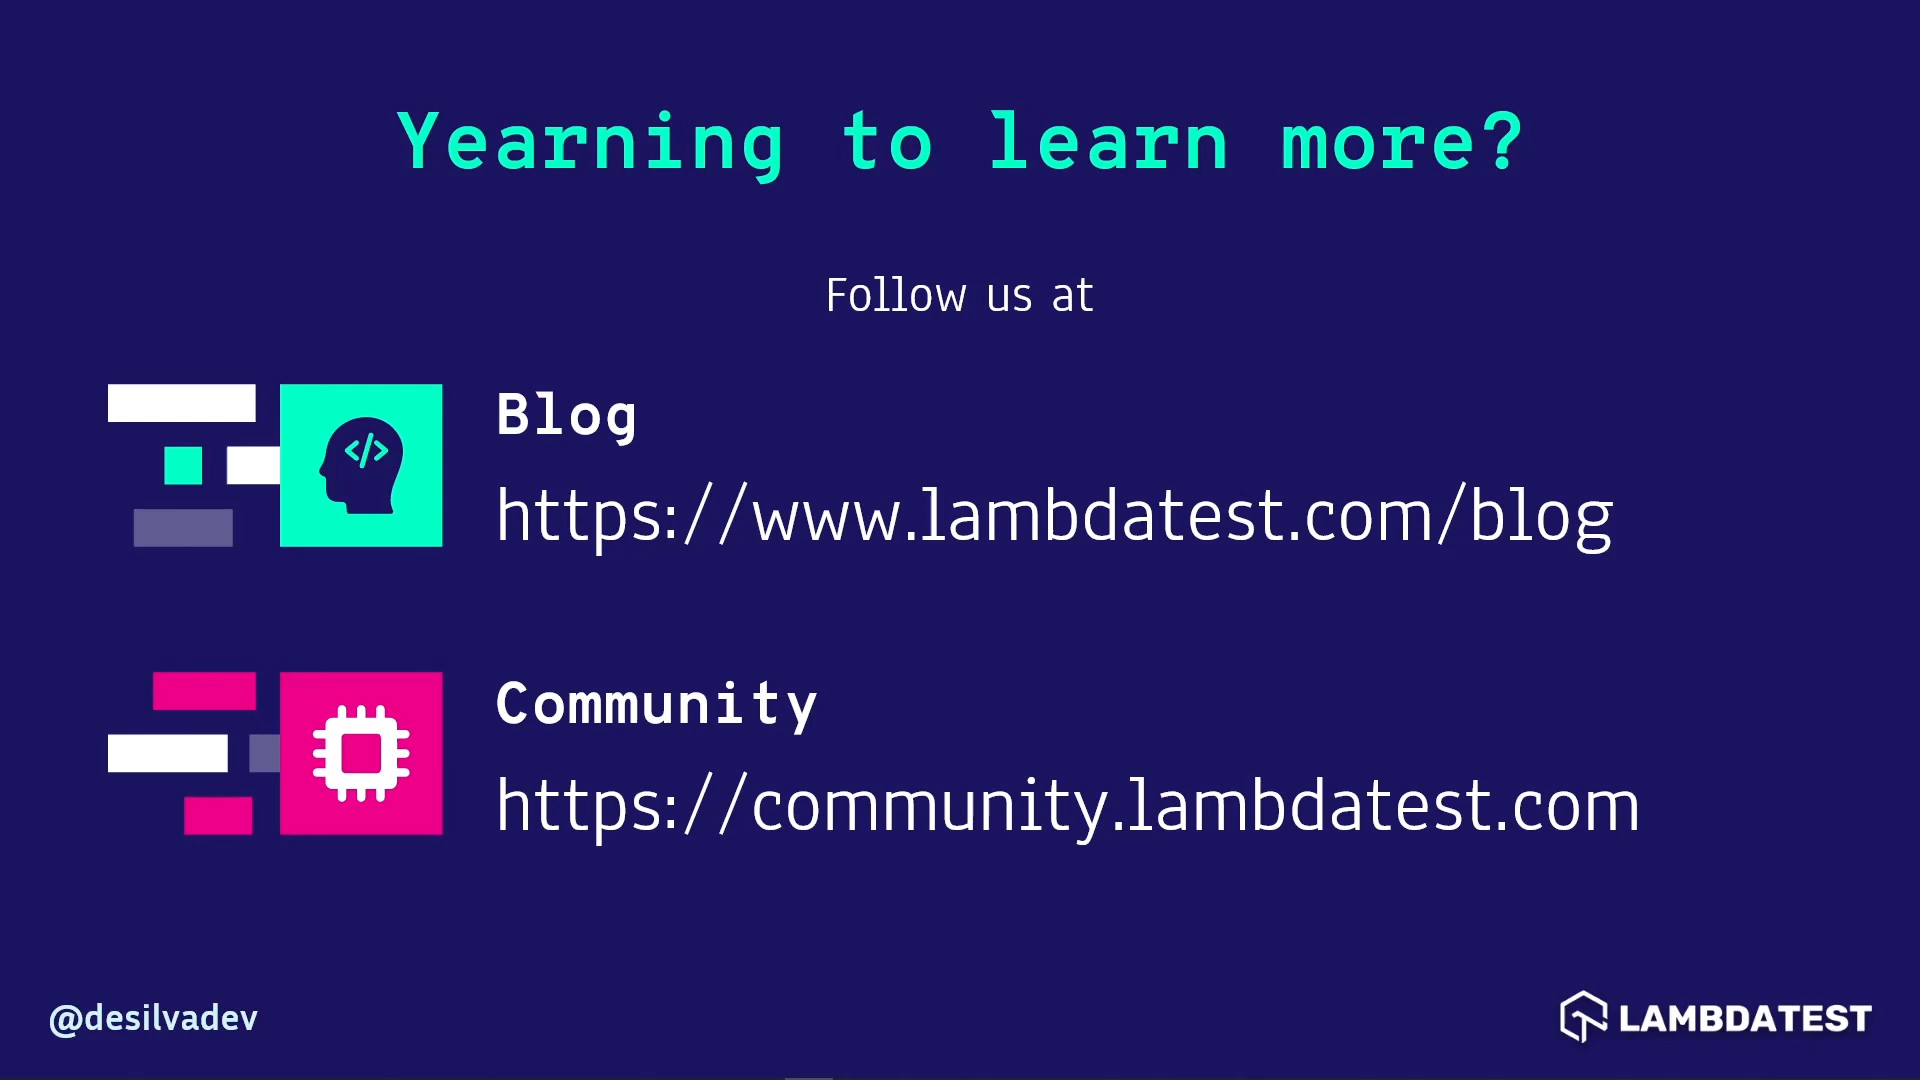 Yearning to learn more?
Follow us at
Blog
https://www.lambdatest.com/blog
Community
https://community.lambdatest.com
@desilvadev
LAMBDATEST